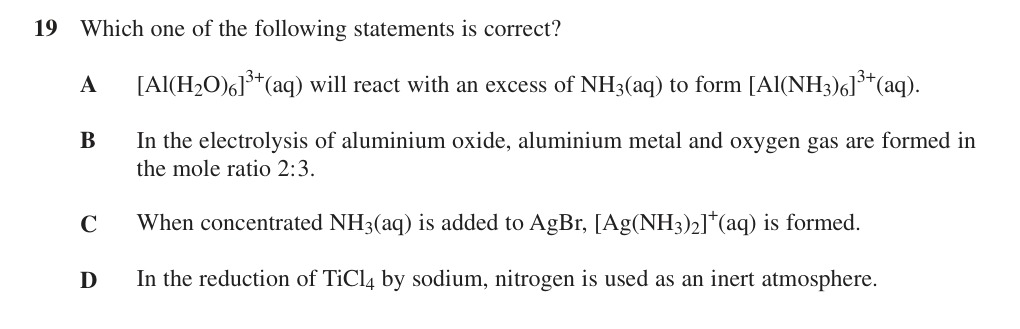 19 Which one of the following statements is correct?
A [Al(H₂O)₆]³⁺(aq) will react with an excess of NH₃(aq) to form [Al(NH₃)₆]³⁺(aq).
B In the electrolysis of aluminium oxide, aluminium metal and oxygen gas are formed in
the mole ratio 2:3.
C When concentrated NH₃(aq) is added to AgBr, [Ag(NH₃)₂]⁺(aq) is formed.
D In the reduction of TiCl₄ by sodium, nitrogen is used as an inert atmosphere.